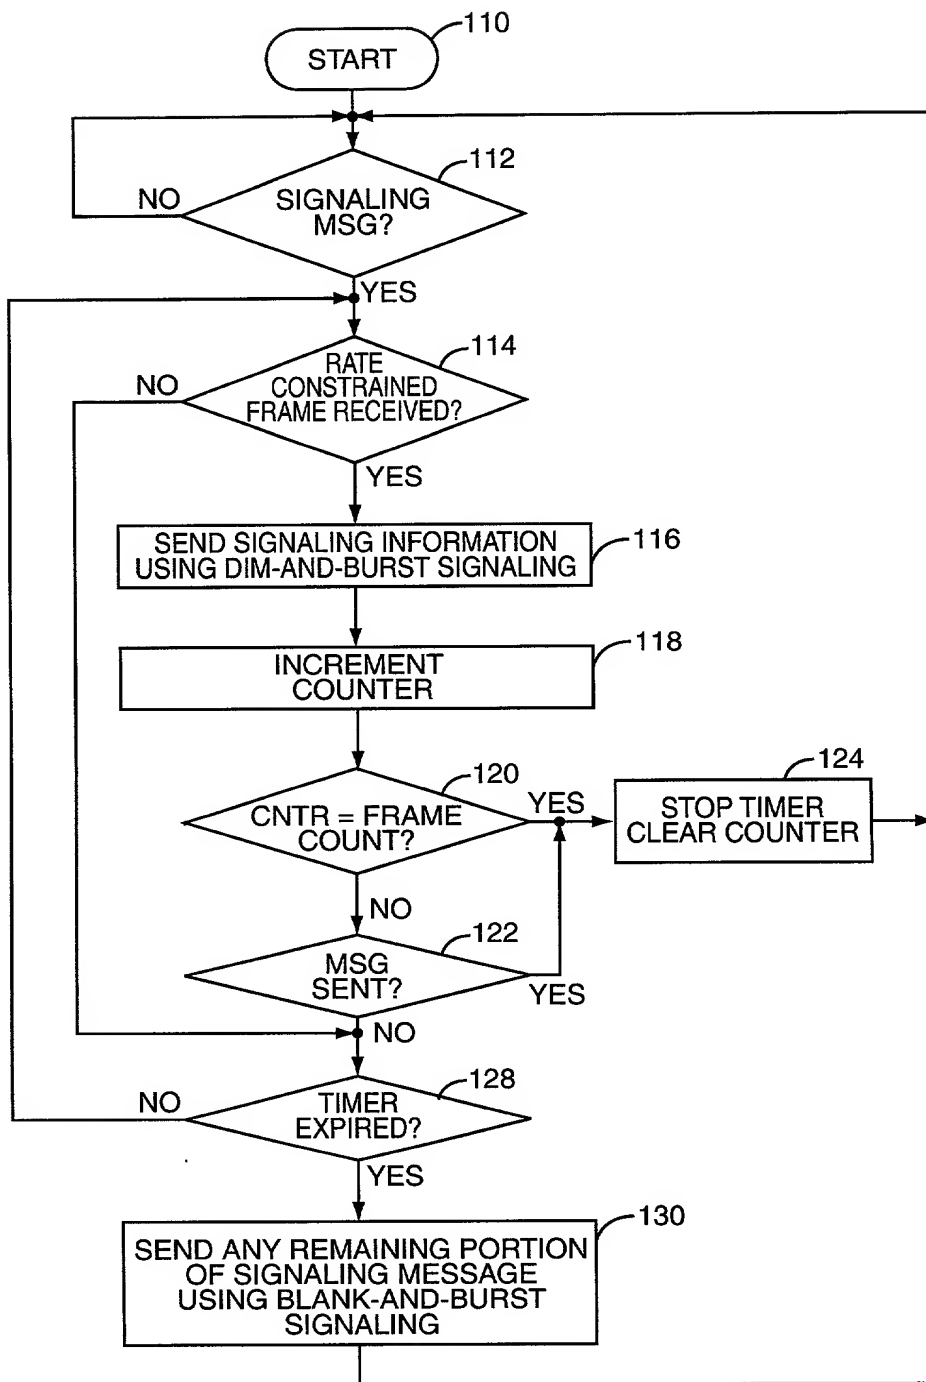 110
START
112
SIGNALING
MSG?
NO
YES
114
RATE
CONSTRAINED
FRAME RECEIVED?
NO
YES
116
SEND SIGNALING INFORMATION
USING DIM-AND-BURST SIGNALING
118
INCREMENT
COUNTER
120
CNTR = FRAME
COUNT?
YES
124
STOP TIMER
CLEAR COUNTER
NO
122
MSG
SENT?
YES
NO
128
TIMER
EXPIRED?
NO
YES
130
SEND ANY REMAINING PORTION
OF SIGNALING MESSAGE
USING BLANK-AND-BURST
SIGNALING